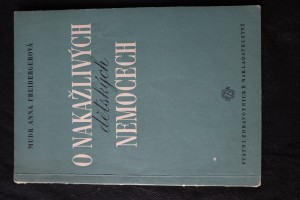 MUDR ANNA FREIBERGEROVÁ
O NAKAŽLIVÝCH
dětských
NEMOCECH
STÁTNÍ ZDRAVOTNICKÉ NAKLADATELSTVÍ